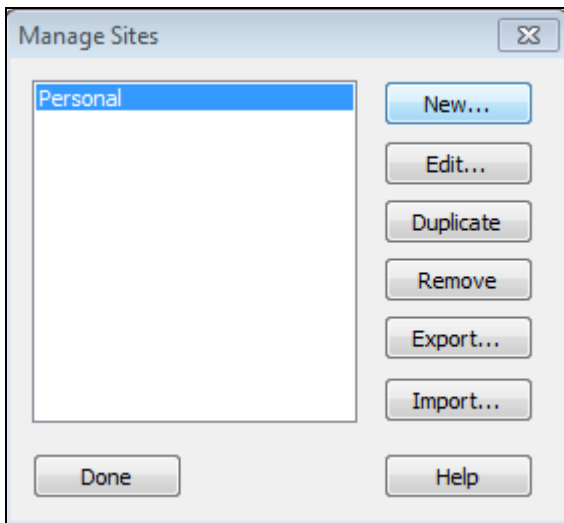 Manage Sites
Personal
New...
Edit...
Duplicate
Remove
Export...
Import...
Done
Help